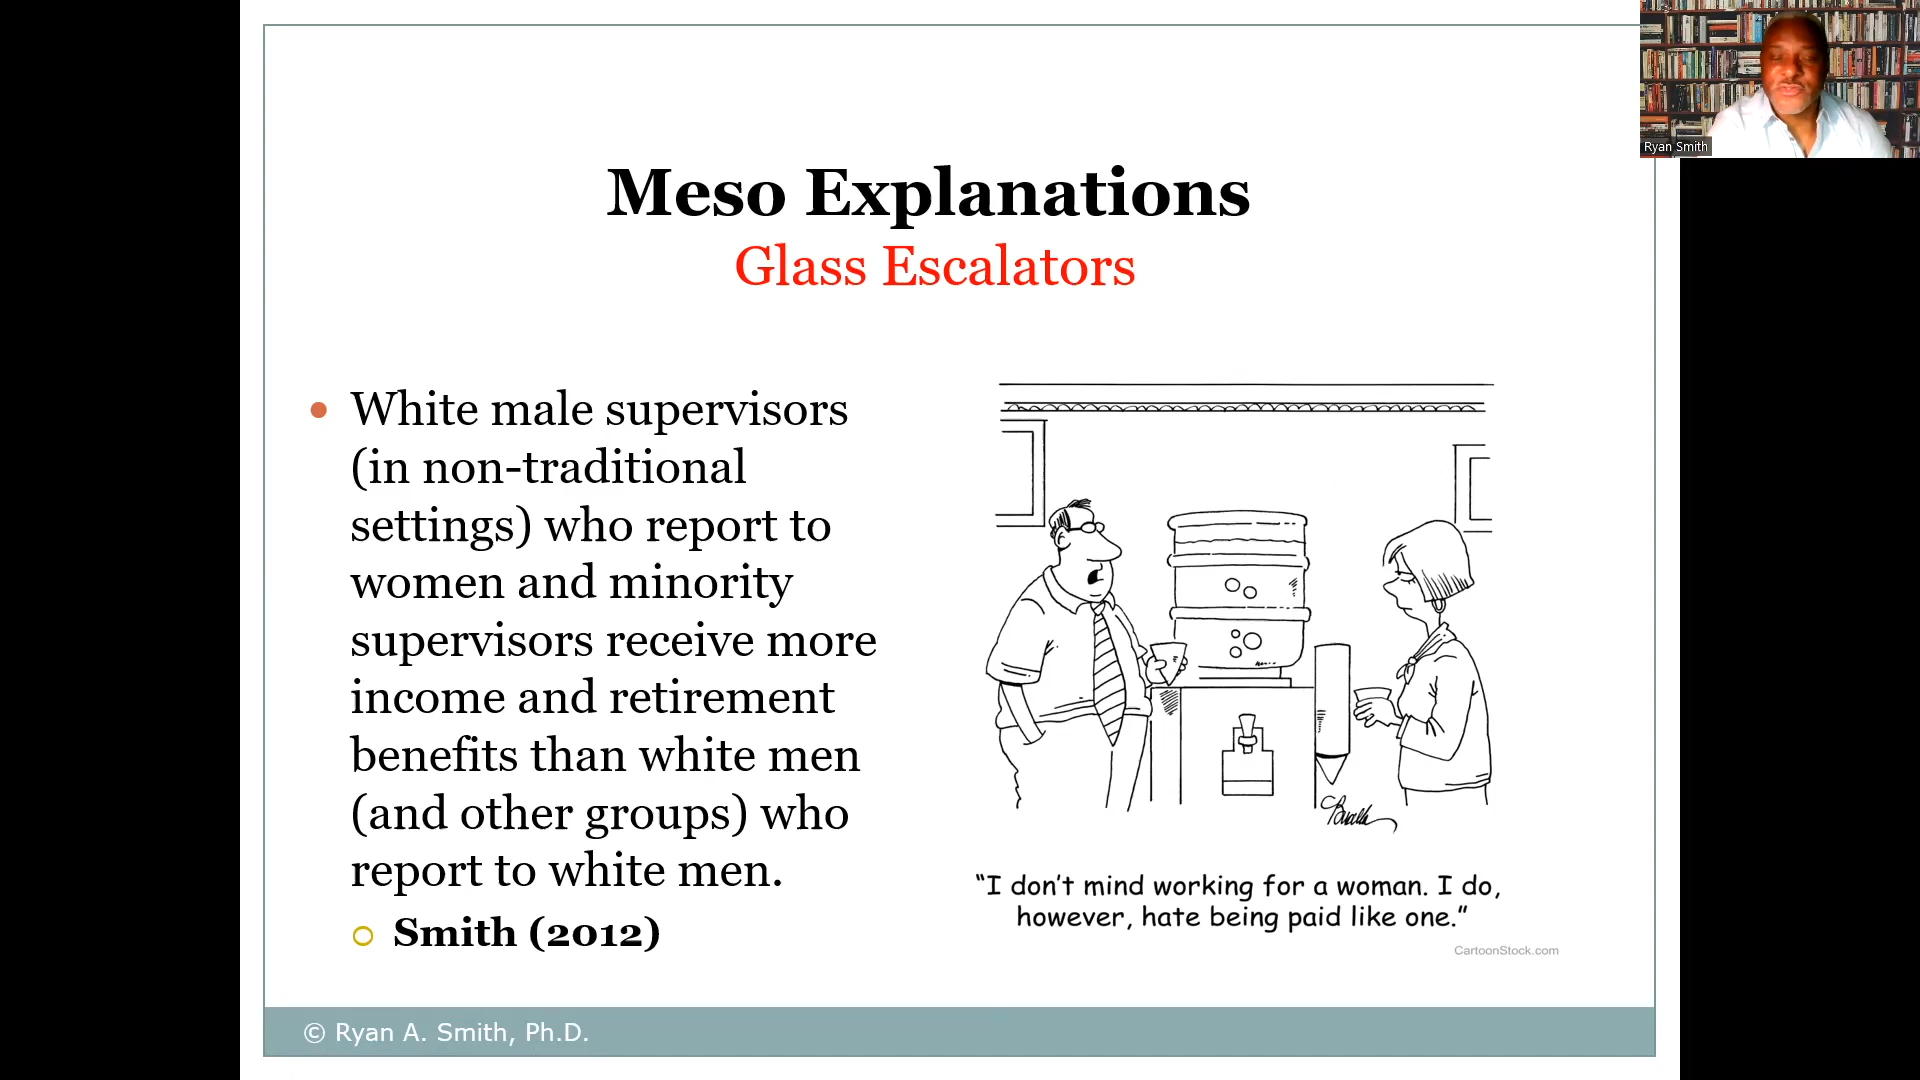 Ryan Smith
Meso Explanations
Glass Escalators
White male supervisors
(in non-traditional
settings) who report to
women and minority
supervisors receive more
income and retirement
benefits than white men
(and other groups) who
report to white men.
Smith (2012)
“I don’t mind working for a woman. I do,
however, hate being paid like one.”
CartoonStock.com
© Ryan A. Smith, Ph.D.